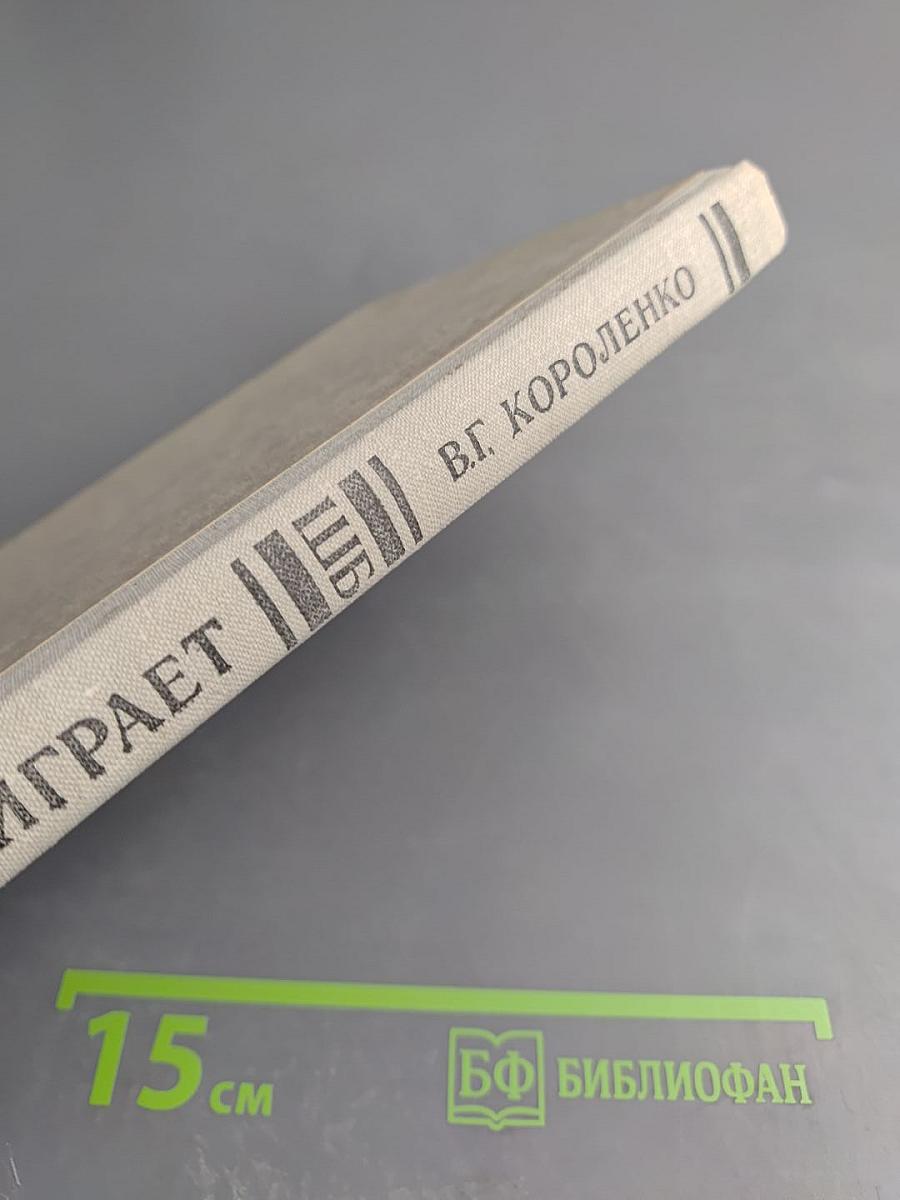 В.Г. КОРОЛЕНКО
ШБ
ИГРАЕТ
15 см
БФ БИБЛИОФАН